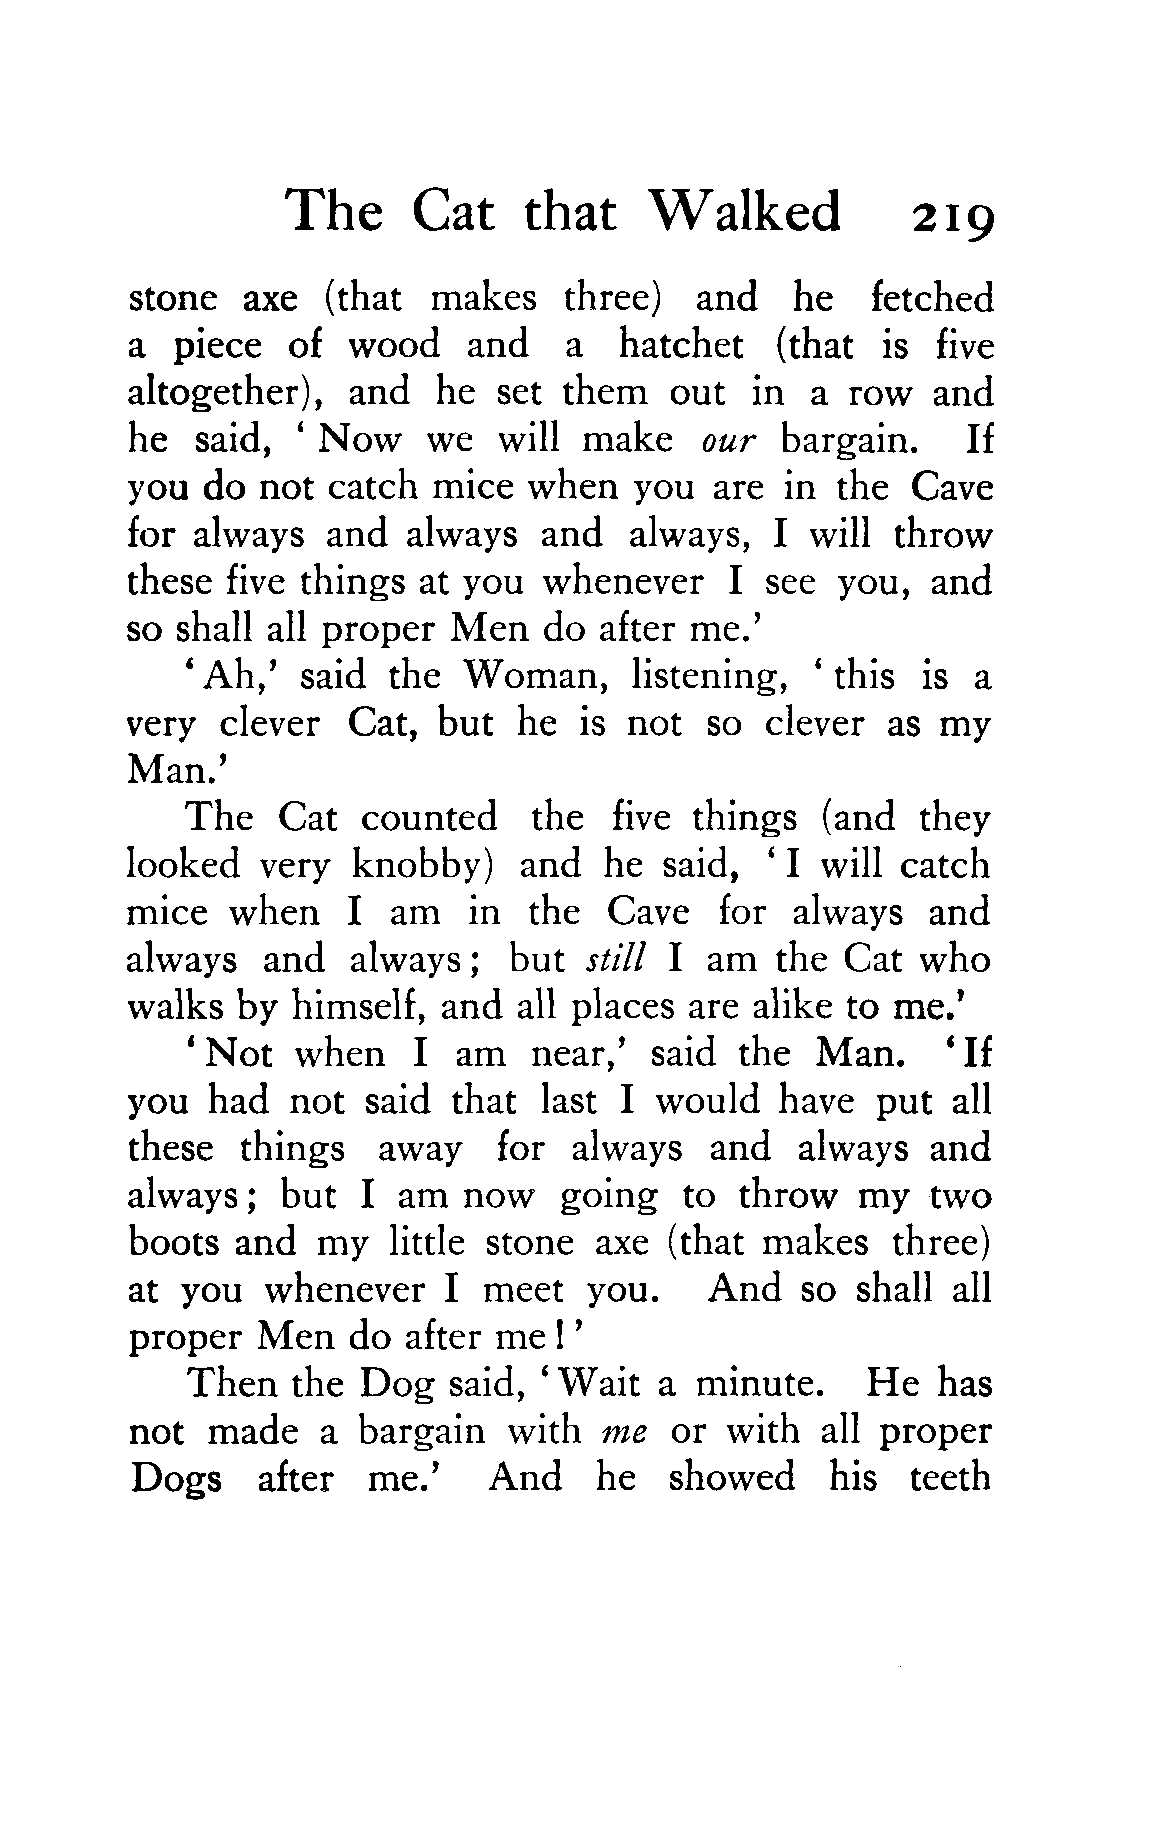 The Cat that Walked 219
stone axe (that makes three) and he fetched
a piece of wood and a hatchet (that is five
altogether), and he set them out in a row and
he said, ‘ Now we will make our bargain. If
you do not catch mice when you are in the Cave
for always and always and always, I will throw
these five things at you whenever I see you, and
so shall all proper Men do after me.’
‘ Ah,’ said the Woman, listening, ‘ this is a
very clever Cat, but he is not so clever as my
Man.’
The Cat counted the five things (and they
looked very knobby) and he said, ‘ I will catch
mice when I am in the Cave for always and
always and always ; but still I am the Cat who
walks by himself, and all places are alike to me.’
‘ Not when I am near,’ said the Man. ‘ If
you had not said that last I would have put all
these things away for always and always and
always ; but I am now going to throw my two
boots and my little stone axe (that makes three)
at you whenever I meet you. And so shall all
proper Men do after me ! ’
Then the Dog said, ‘ Wait a minute. He has
not made a bargain with me or with all proper
Dogs after me.’ And he showed his teeth